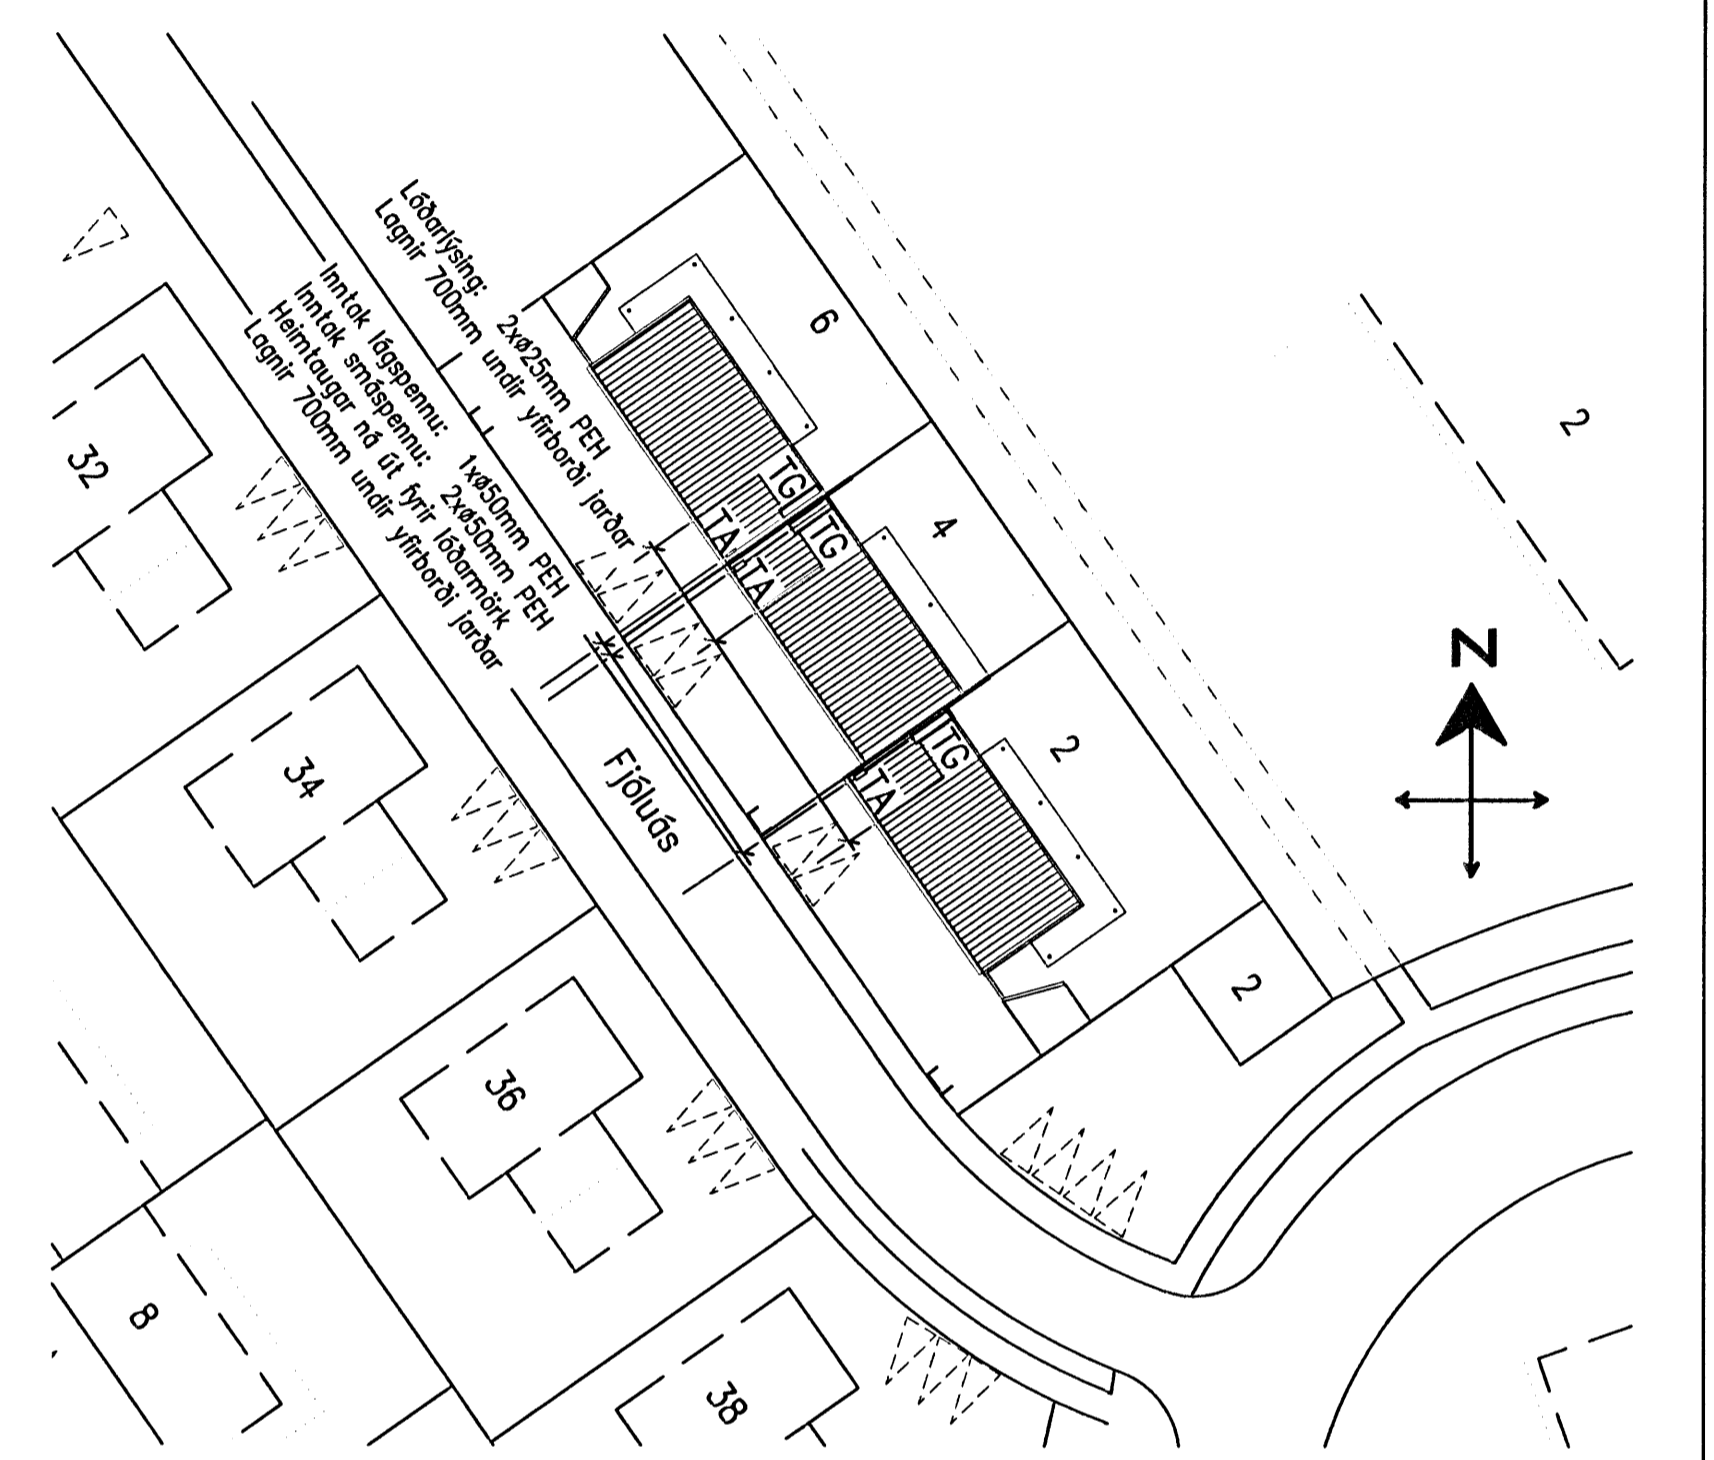 Lóðarlýsing: 2xø25mm PEH
Lagnir 700mm undir yfirborði jarðar
Inntak lágspennu: 1xø50mm PEH
Inntak smáspennu: 2xø50mm PEH
Heimtaugar ná út fyrir lóðarmörk
Lagnir 700mm undir yfirborði jarðar
6
2
32
TG
TG
4
TA
TA
N
34
Fjóluás
TG
2
TA
2
36
8
38